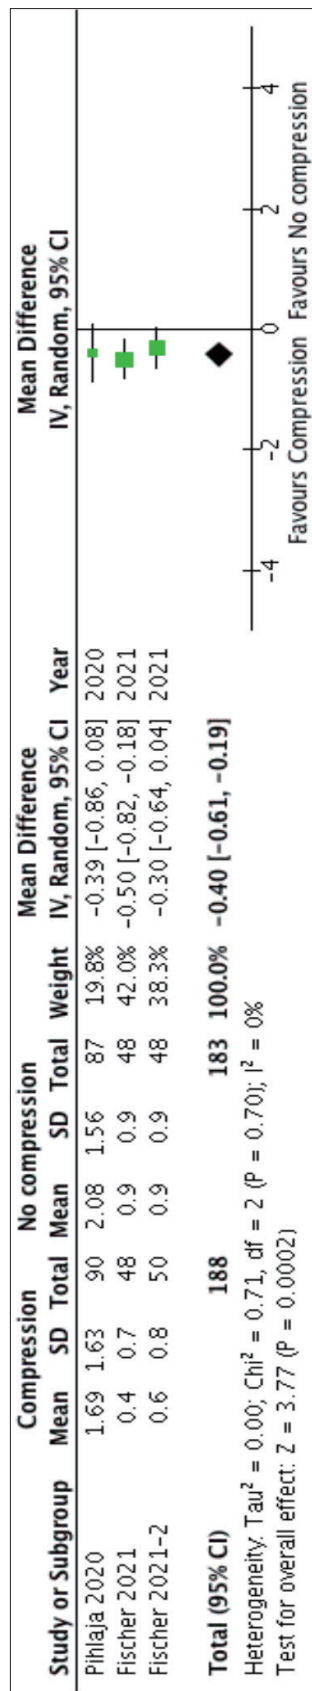 Compression No compression Mean Difference Mean Difference
Study or Subgroup Mean SD Total Mean SD Total Weight IV, Random, 95% CI Year IV, Random, 95% CI
Pihlaja 2020 1.69 1.63 90 2.08 1.56 87 19.8% −0.39 [−0.86, 0.08] 2020
Fischer 2021 0.4 0.7 48 0.9 0.9 48 42.0% −0.50 [−0.82, −0.18] 2021
Fischer 2021-2 0.6 0.8 50 0.9 0.9 48 38.3% −0.30 [−0.64, 0.04] 2021
Total (95% CI) 188 183 100.0% −0.40 [−0.61, −0.19]
Heterogeneity. Tau² = 0.00; Chi² = 0.71, df = 2 (P = 0.70); I² = 0%
Test for overall effect: Z = 3.77 (P = 0.0002)
−4 −2 0 2 4
Favours Compression Favours No compression